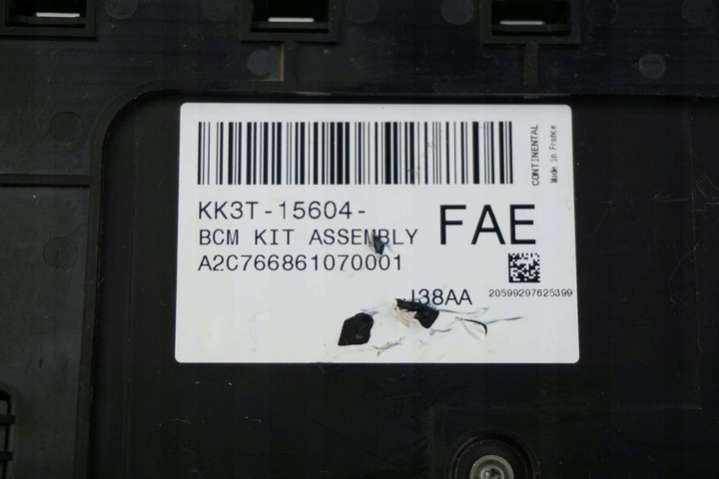 KK3T-15604-
FAE
BCM KIT ASSEMBLY
A2C766861070001
J38AA
20599297625399
CONTINENTAL
Made in France